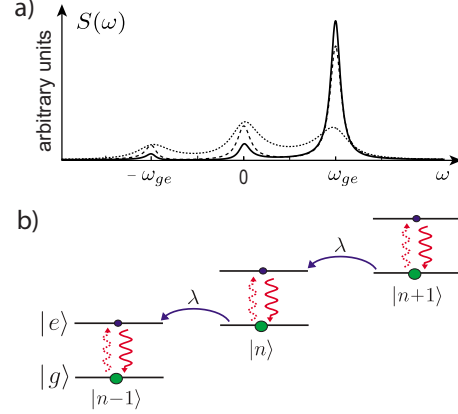 a)
S(ω)
arbitrary units
− ω_ge 0 ω_ge ω
b)
λ
λ
|n+1⟩
|e⟩
|n⟩
|g⟩
|n−1⟩